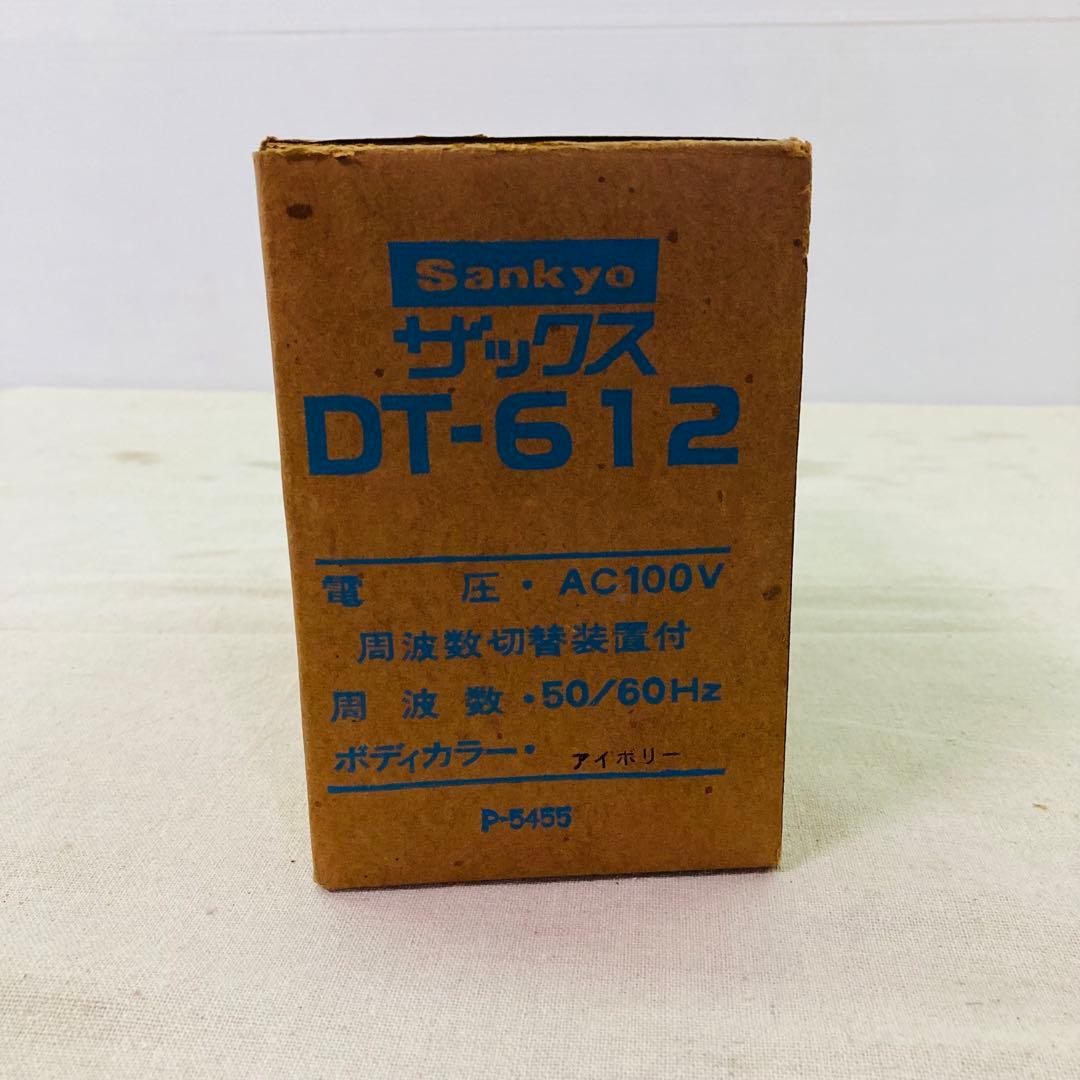 Sankyo
ザックス
DT-612
電 圧・AC100V
周波数切替装置付
周波数・50/60Hz
ボディカラー・ アイボリー
P-5455